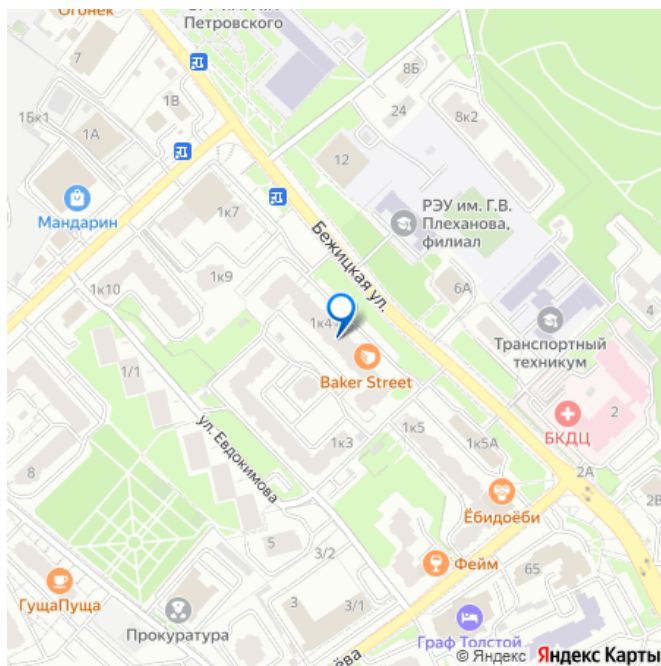 Огонёк
Петровского
7
8Б
1Бк1
1В
24
8к2
1А
12
Мандарин
1к7
РЭУ им. Г.В.
Плеханова,
филиал
Бежицкая ул.
1к9
1к10
6А
4
1к4
Транспортный
техникум
1/1
Baker Street
2
БКДЦ
ул. Евдокимова
1к3
1к5
1к5А
8
2А
2В
Ёбидоёби
5
3/2
Фейм
65
ГущаПуща
3
3/1
Прокуратура
Граф Толстой
© Яндекс Яндекс Карты